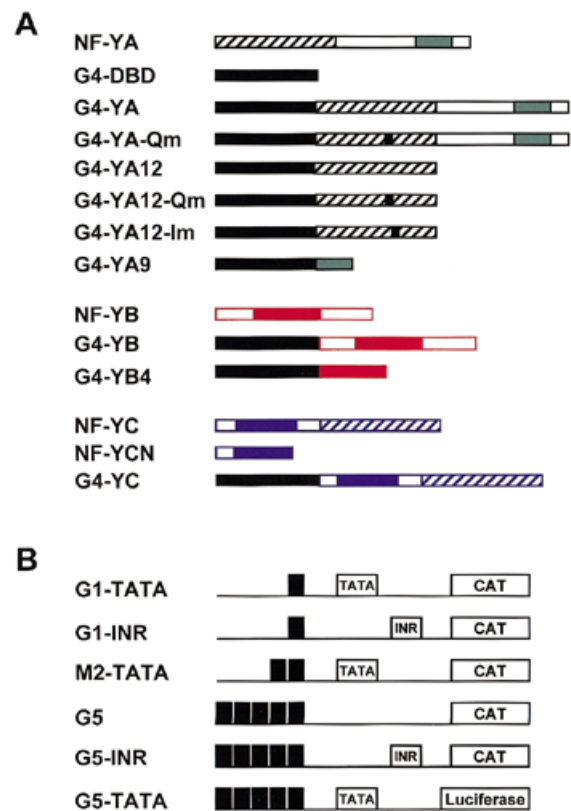 A
NF-YA
G4-DBD
G4-YA
G4-YA-Qm
G4-YA12
G4-YA12-Qm
G4-YA12-Im
G4-YA9
NF-YB
G4-YB
G4-YB4
NF-YC
NF-YCN
G4-YC
B
G1-TATA TATA CAT
G1-INR INR CAT
M2-TATA TATA CAT
G5 CAT
G5-INR INR CAT
G5-TATA TATA Luciferase